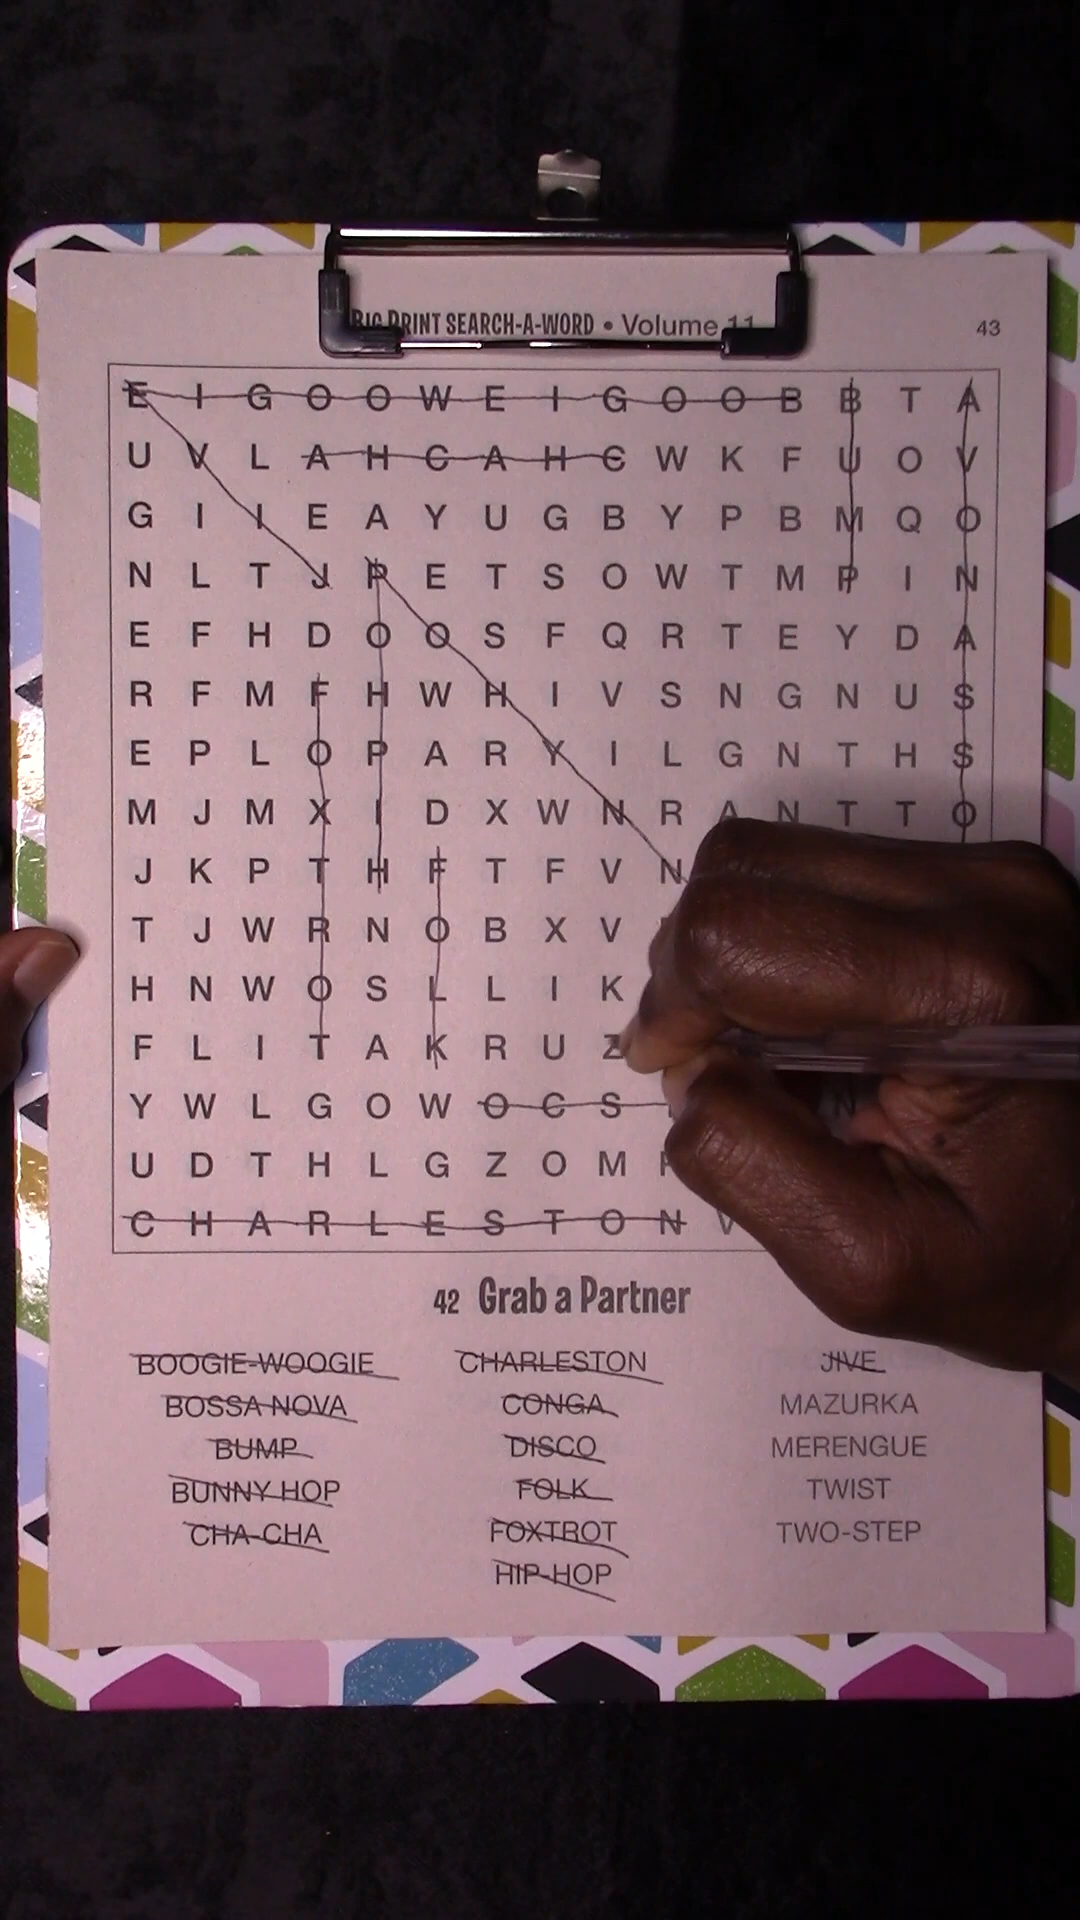 BIG PRINT SEARCH-A-WORD • Volume 11
43
E I G O O W E I G O O B B T A
U V L A H C A H C W K F U O V
G I I E A Y U G B Y P B M Q O
N L T J P E T S O W T M P I N
E F H D O O S F Q R T E Y D A
R F M F H W H I V S N G N U S
E P L O P A R Y I L G N T H S
M J M X I D X W N R A N T T O
J K P T H F T F V N
T J W R N O B X V
H N W O S L L I K
F L I T A K R U Z
Y W L G O W O C S N
U D T H L G Z O M
C H A R L E S T O N V
42 Grab a Partner
BOOGIE-WOOGIE CHARLESTON JIVE
BOSSA NOVA CONGA MAZURKA
BUMP DISCO MERENGUE
BUNNY HOP FOLK TWIST
CHA-CHA FOXTROT TWO-STEP
HIP-HOP